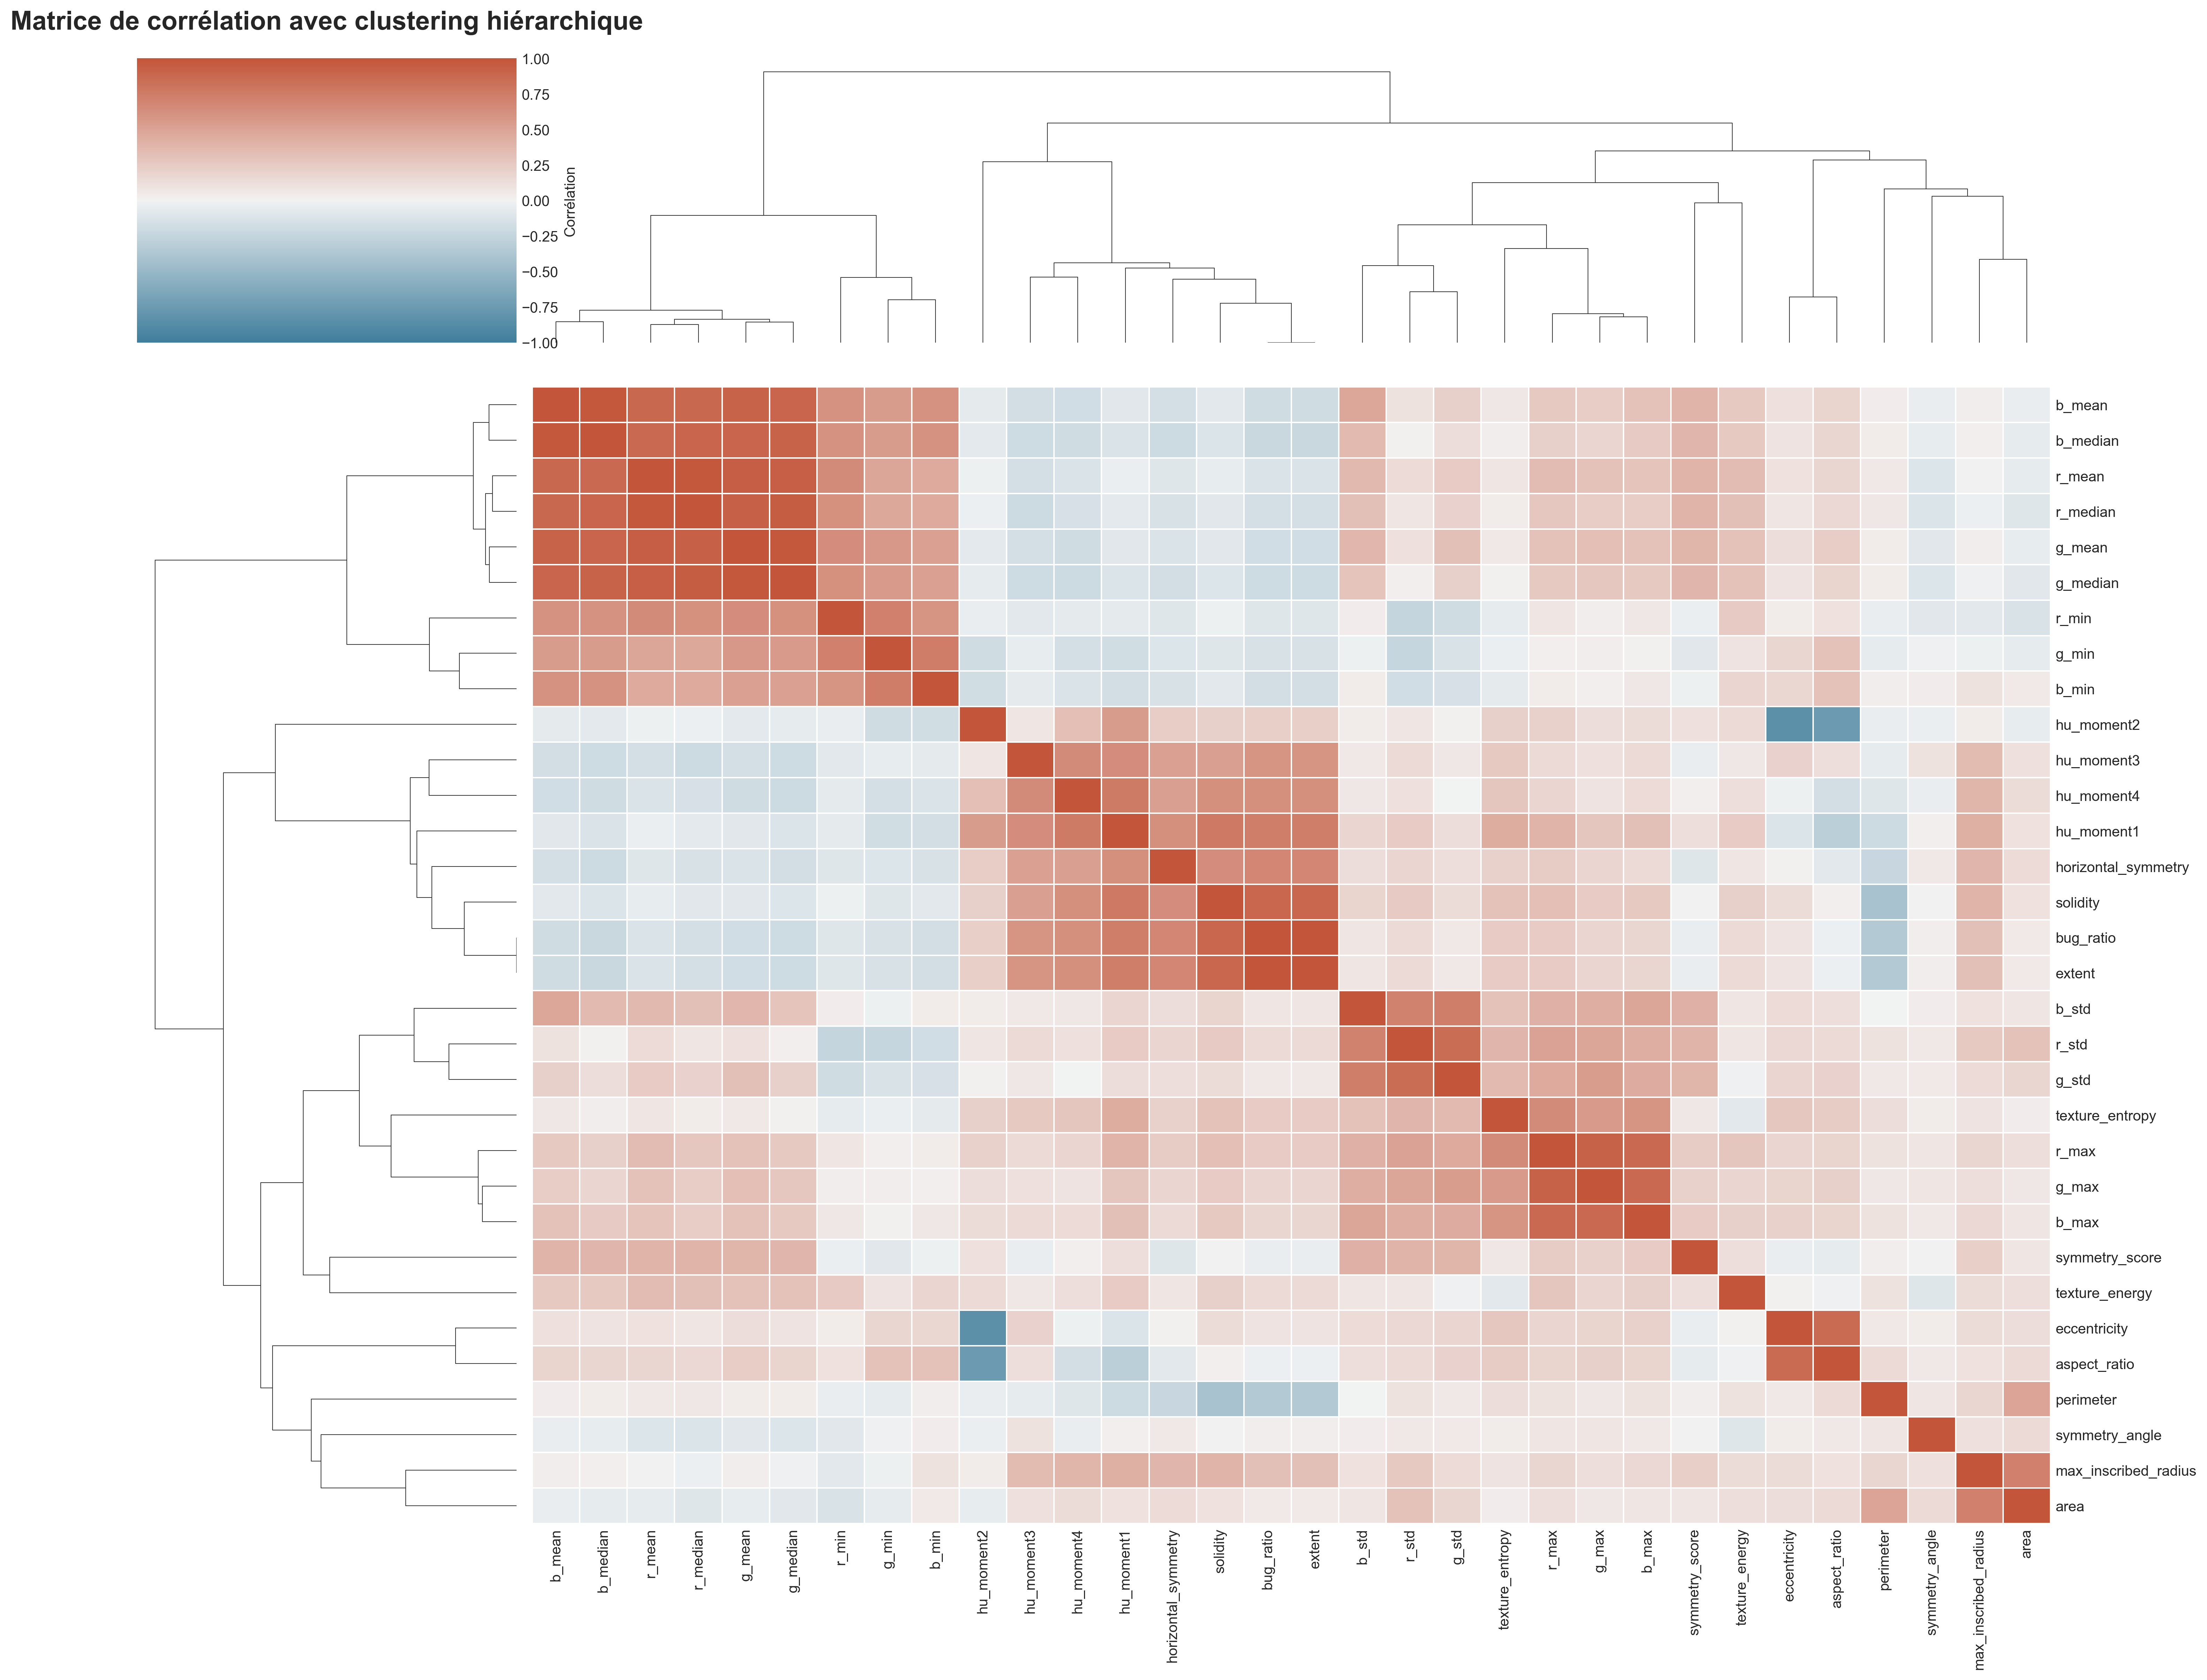 Matrice de corrélation avec clustering hiérarchique
1.00
0.75
0.50
0.25
0.00
−0.25
−0.50
−0.75
−1.00
Corrélation
b_mean
b_median
r_mean
r_median
g_mean
g_median
r_min
g_min
b_min
hu_moment2
hu_moment3
hu_moment4
hu_moment1
horizontal_symmetry
solidity
bug_ratio
extent
b_std
r_std
g_std
texture_entropy
r_max
g_max
b_max
symmetry_score
texture_energy
eccentricity
aspect_ratio
perimeter
symmetry_angle
max_inscribed_radius
area
b_mean
b_median
r_mean
r_median
g_mean
g_median
r_min
g_min
b_min
hu_moment2
hu_moment3
hu_moment4
hu_moment1
horizontal_symmetry
solidity
bug_ratio
extent
b_std
r_std
g_std
texture_entropy
r_max
g_max
b_max
symmetry_score
texture_energy
eccentricity
aspect_ratio
perimeter
symmetry_angle
max_inscribed_radius
area